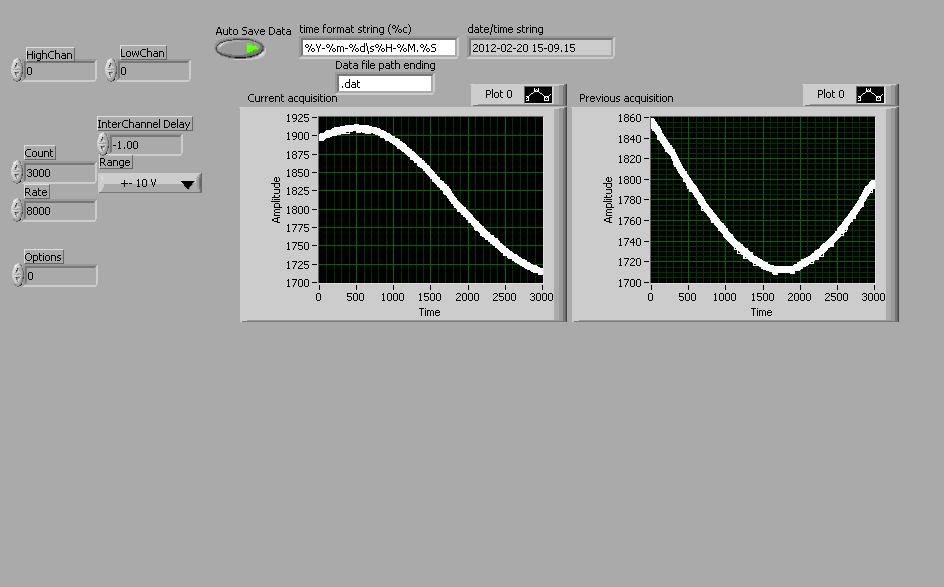 Auto Save Data
time format string (%c)
date/time string
%Y-%m-%d\s%H-%M.%S
2012-02-20 15-09.15
HighChan
LowChan
0
0
Data file path ending
.dat
Plot 0
Plot 0
Current acquisition
Previous acquisition
InterChannel Delay
-1.00
Count
3000
Range
+- 10 V
Rate
8000
Options
0
Amplitude
1925
1900
1875
1850
1825
1800
1775
1750
1725
1700
0 500 1000 1500 2000 2500 3000
Time
Amplitude
1860
1840
1820
1800
1780
1760
1740
1720
1700
0 500 1000 1500 2000 2500 3000
Time